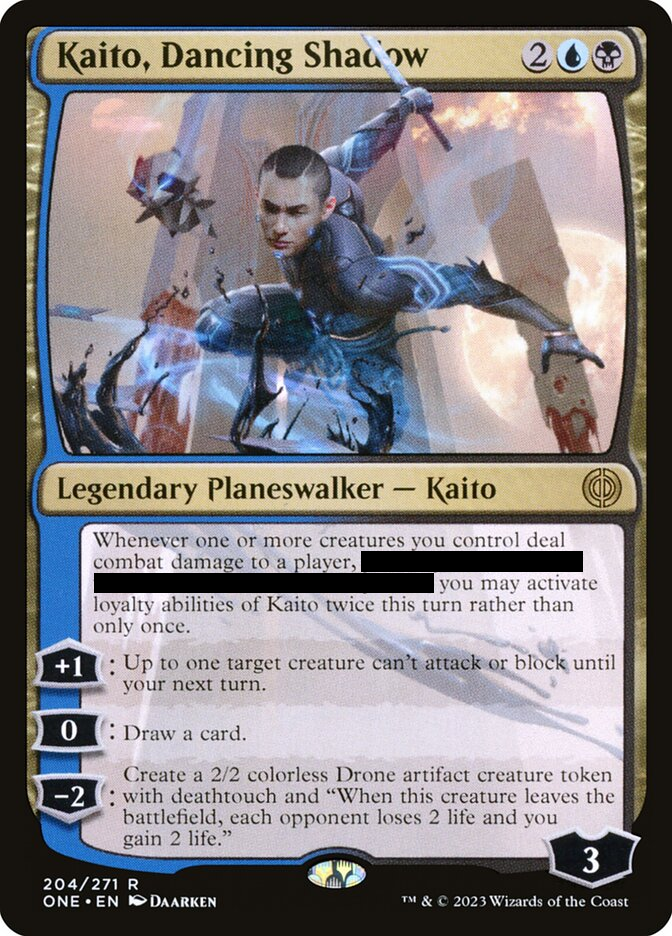 Kaito, Dancing Shadow 2
Legendary Planeswalker — Kaito
Whenever one or more creatures you control deal
combat damage to a player,
you may activate
loyalty abilities of Kaito twice this turn rather than
only once.
+1 : Up to one target creature can't attack or block until
your next turn.
0 : Draw a card.
−2 : Create a 2/2 colorless Drone artifact creature token
with deathtouch and “When this creature leaves the
battlefield, each opponent loses 2 life and you
gain 2 life.”
3
204/271 R
ONE • EN DAARKEN
™ & © 2023 Wizards of the Coast